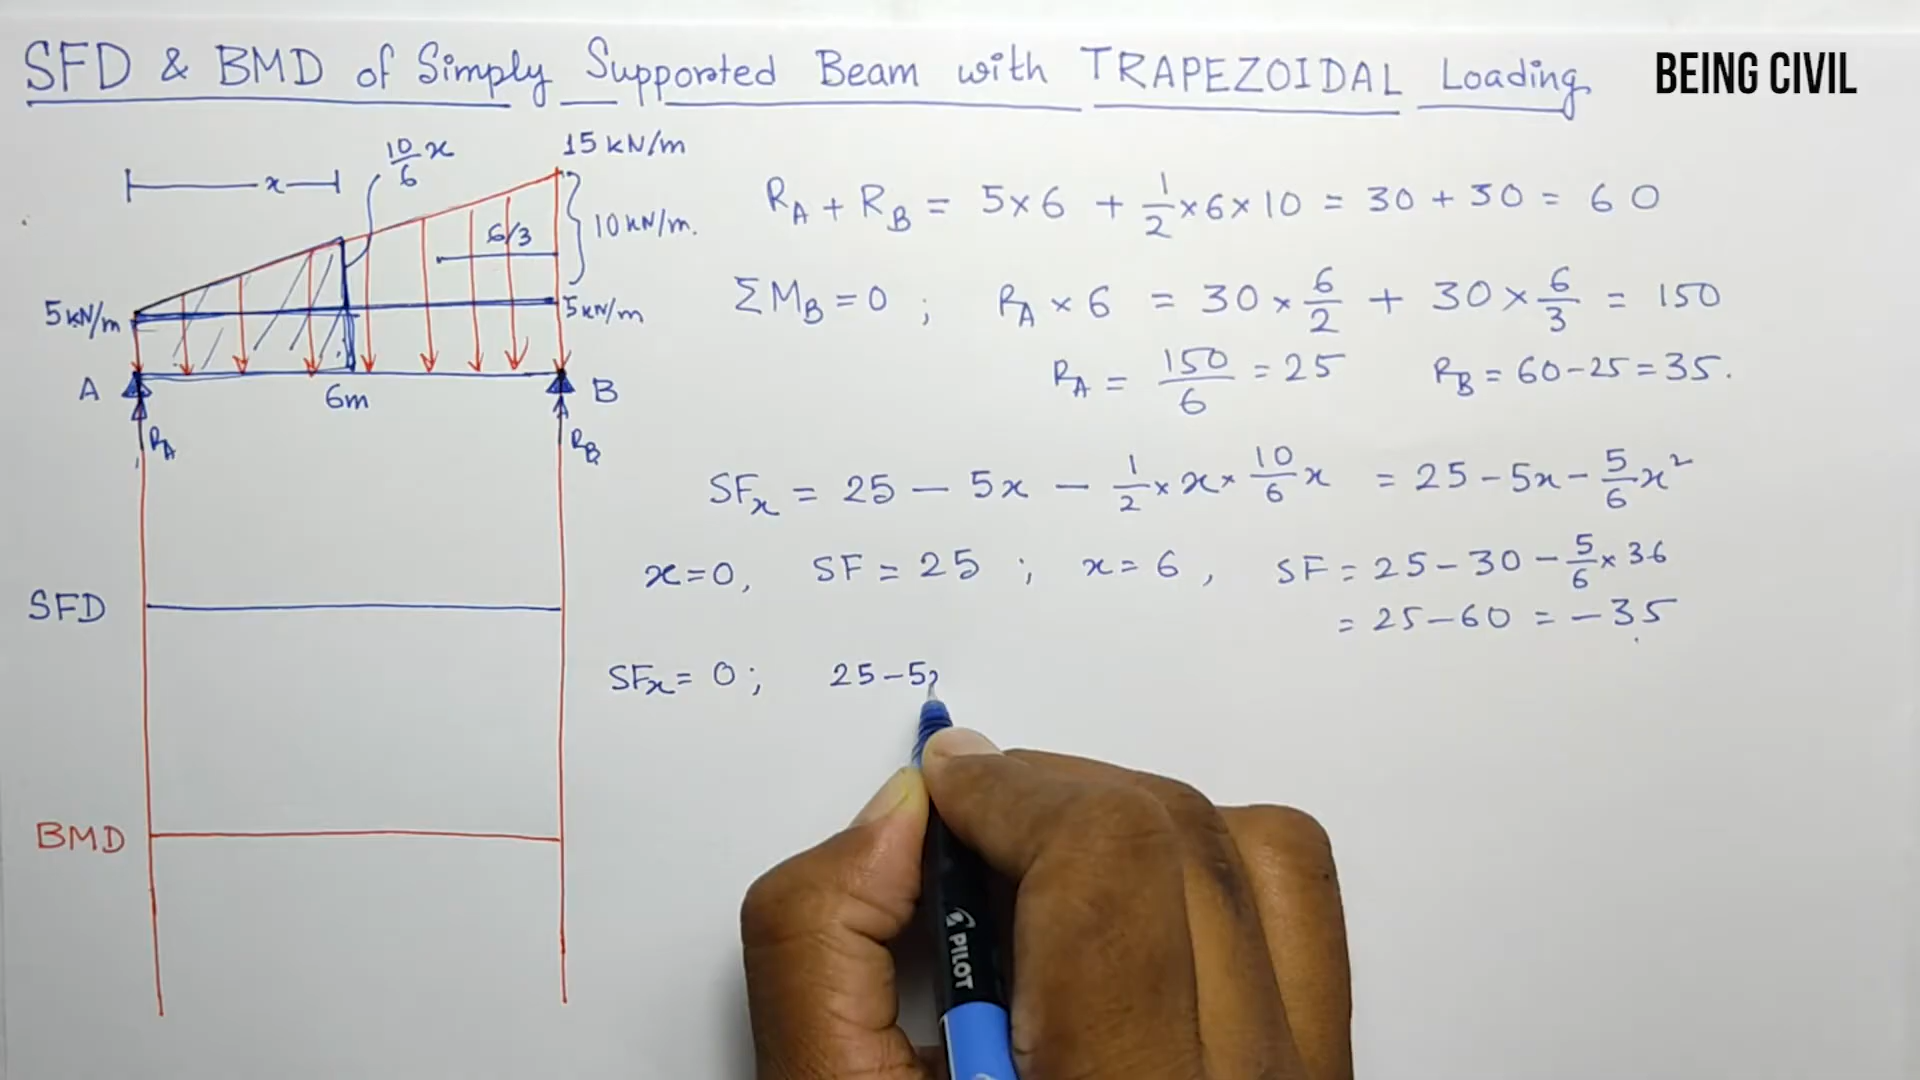 SFD & BMD of Simply Supported Beam with TRAPEZOIDAL Loading
BEING CIVIL
x
10/6 x
15 kN/m
10 kN/m.
6/3
5 kN/m
5 kN/m
A
6m
B
RA
RB
RA + RB = 5×6 + 1/2 ×6×10 = 30 + 30 = 60
ΣMB = 0 ; RA × 6 = 30 × 6/2 + 30 × 6/3 = 150
RA = 150/6 = 25 RB = 60-25 = 35.
SFx = 25 - 5x - 1/2 × x × 10/6 x = 25 - 5x - 5/6 x²
x=0, SF = 25 ; x = 6, SF = 25 - 30 - 5/6 × 36
= 25 - 60 = -35
SFx = 0 ; 25 - 5
SFD
BMD
PILOT